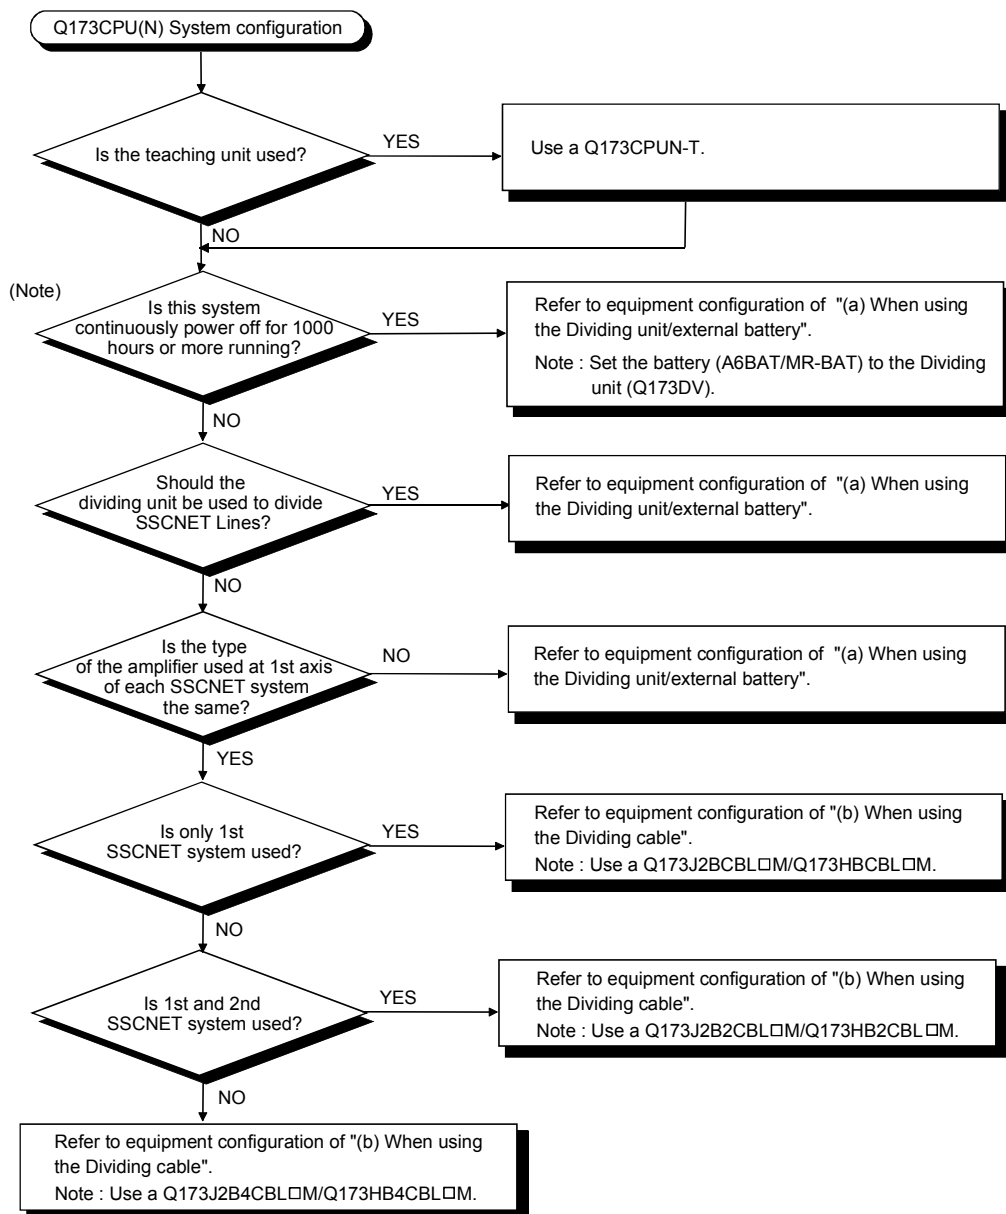 Q173CPU(N) System configuration
Is the teaching unit used?
YES
Use a Q173CPUN-T.
NO
(Note)
Is this system
continuously power off for 1000
hours or more running?
YES
Refer to equipment configuration of "(a) When using
the Dividing unit/external battery".
Note : Set the battery (A6BAT/MR-BAT) to the Dividing
unit (Q173DV).
NO
Should the
dividing unit be used to divide
SSCNET Lines?
YES
Refer to equipment configuration of "(a) When using
the Dividing unit/external battery".
NO
Is the type
of the amplifier used at 1st axis
of each SSCNET system
the same?
NO
Refer to equipment configuration of "(a) When using
the Dividing unit/external battery".
YES
Is only 1st
SSCNET system used?
YES
Refer to equipment configuration of "(b) When using
the Dividing cable".
Note : Use a Q173J2BCBL□M/Q173HBCBL□M.
NO
Is 1st and 2nd
SSCNET system used?
YES
Refer to equipment configuration of "(b) When using
the Dividing cable".
Note : Use a Q173J2B2CBL□M/Q173HB2CBL□M.
NO
Refer to equipment configuration of "(b) When using
the Dividing cable".
Note : Use a Q173J2B4CBL□M/Q173HB4CBL□M.